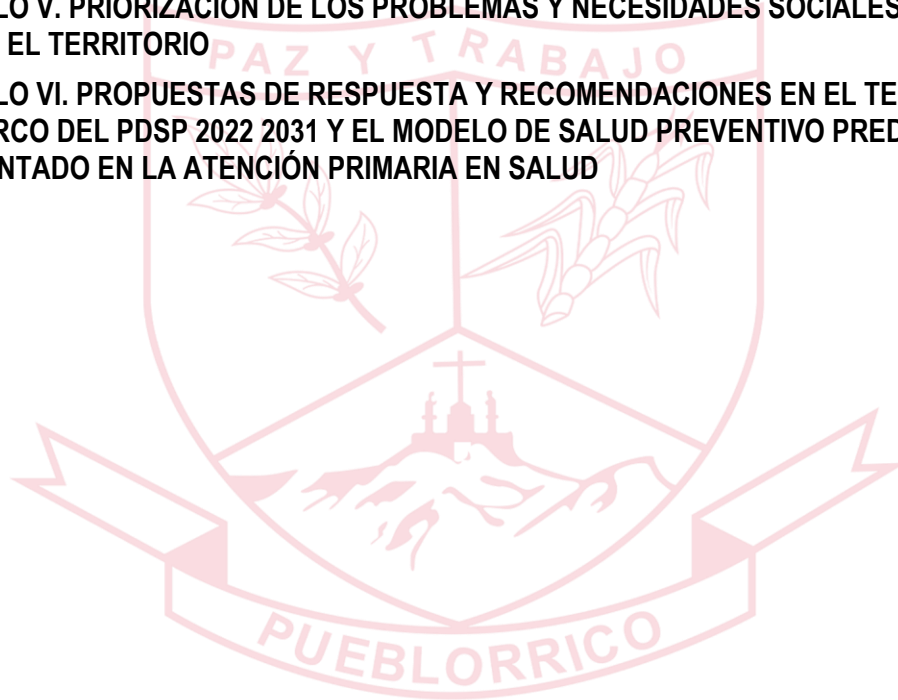 LO V. PRIORIZACIÓN DE LOS PROBLEMAS Y NECESIDADES SOCIALES
EL TERRITORIO
PAZ Y TRABAJO
LO VI. PROPUESTAS DE RESPUESTA Y RECOMENDACIONES EN EL TE
RCO DEL PDSP 2022 2031 Y EL MODELO DE SALUD PREVENTIVO PRED
NTADO EN LA ATENCIÓN PRIMARIA EN SALUD
PUEBLORRICO